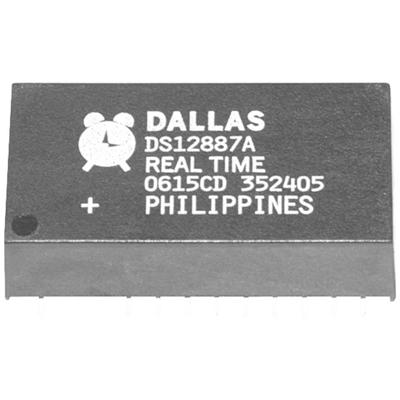 DALLAS
DS12887A
REAL TIME
0615CD 352405
+ PHILIPPINES